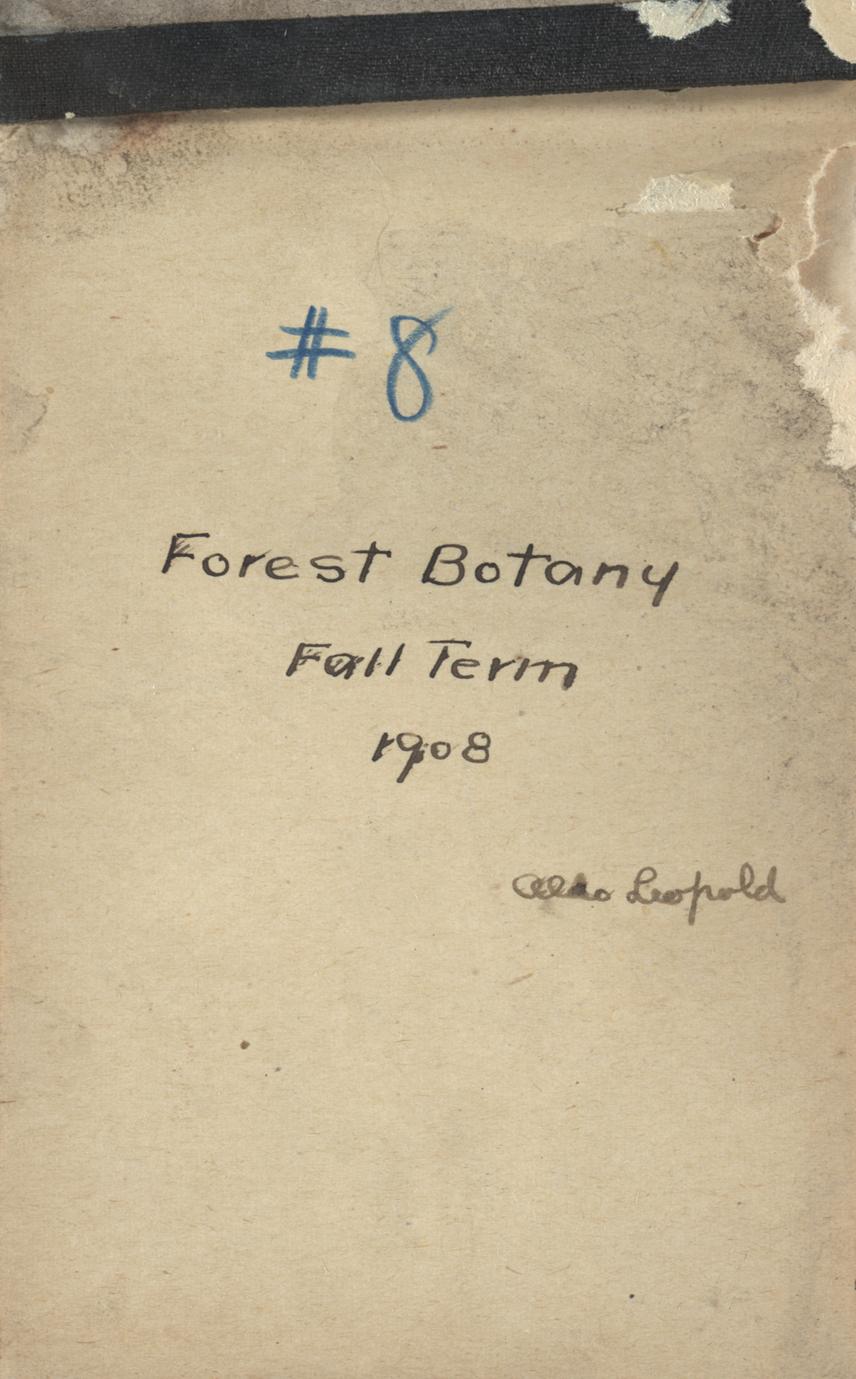 #8
Forest Botany
Fall Term
1908
Aldo Leopold